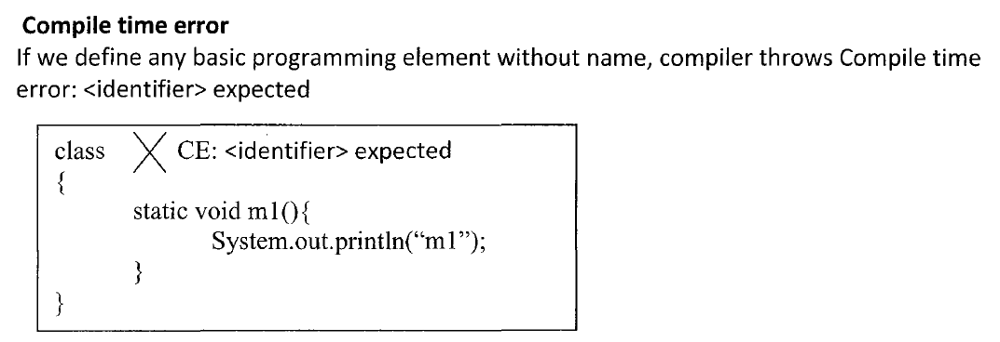 Compile time error
If we define any basic programming element without name, compiler throws Compile time
error: <identifier> expected
class CE: <identifier> expected
{
static void m1(){
System.out.println(“m1”);
}
}